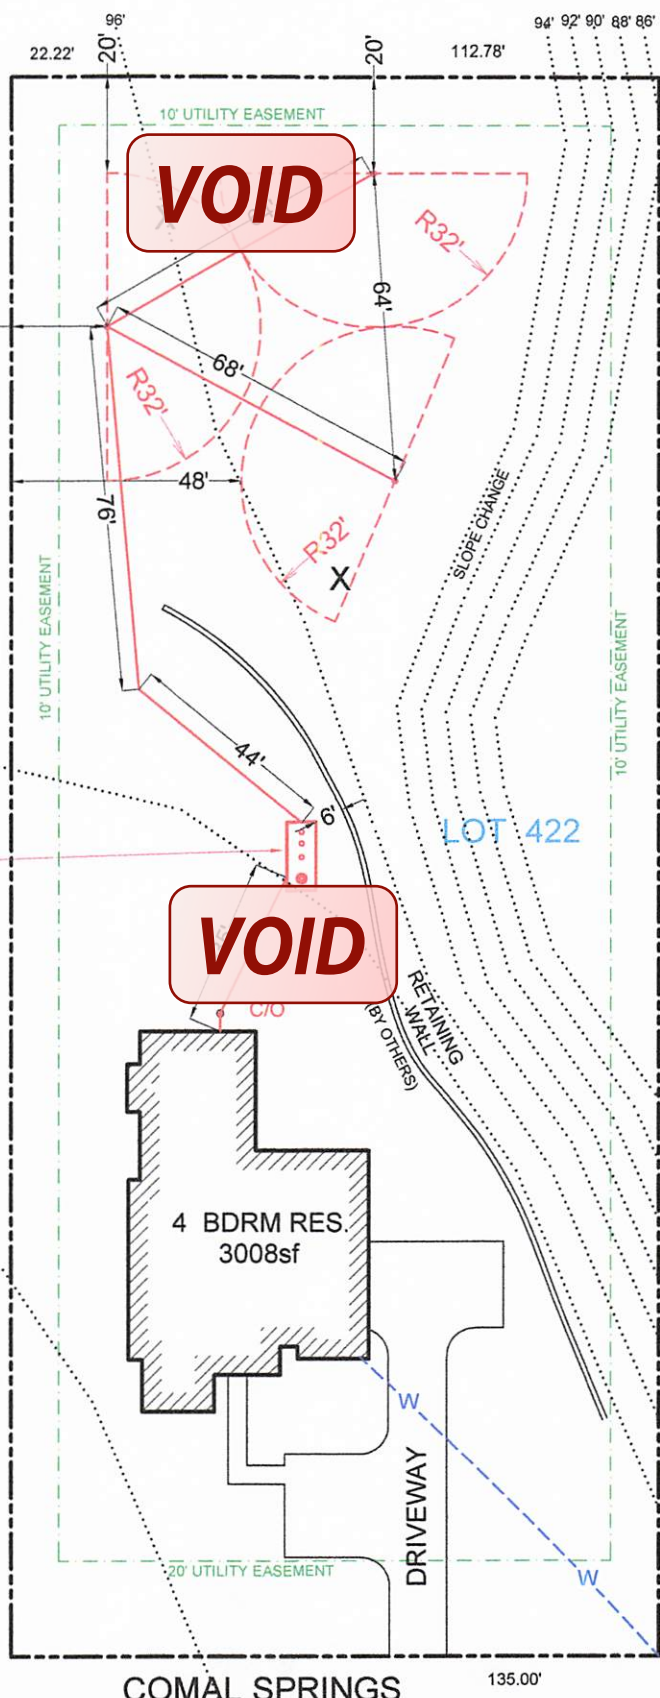 96'
94' 92' 90' 88' 86'
22.22'
20'
20'
112.78'
10' UTILITY EASEMENT
VOID
X
R32'
64'
68'
R32'
48'
76'
R32'
X
SLOPE CHANGE
10' UTILITY EASEMENT
10' UTILITY EASEMENT
44'
6'
LOT 422
VOID
C/O
RETAINING
WALL
(BY OTHERS)
4 BDRM RES.
3008sf
W
DRIVEWAY
W
20' UTILITY EASEMENT
COMAL SPRINGS
135.00'